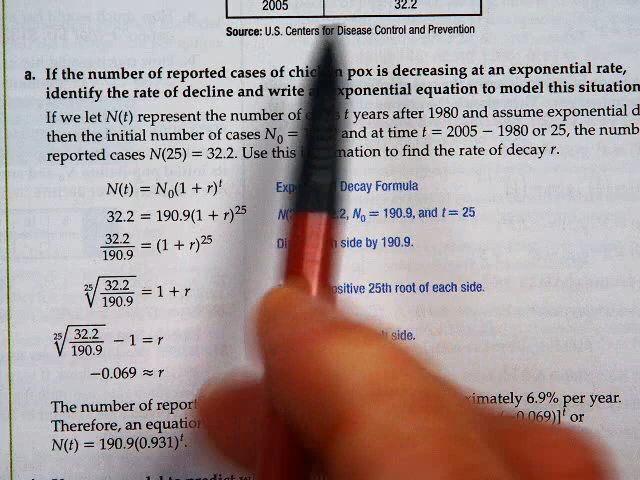 2005 32.2
Source: U.S. Centers for Disease Control and Prevention
a. If the number of reported cases of chicken pox is decreasing at an exponential rate,
identify the rate of decline and write exponential equation to model this situation
If we let N(t) represent the number of t years after 1980 and assume exponential d
then the initial number of cases N₀ = and at time t = 2005 − 1980 or 25, the numb
reported cases N(25) = 32.2. Use this mation to find the rate of decay r.
N(t) = N₀(1 + r)ᵗ Decay Formula
32.2 = 190.9(1 + r)²⁵ 2, N₀ = 190.9, and t = 25
32.2/190.9 = (1 + r)²⁵ side by 190.9.
²⁵√(32.2/190.9) = 1 + r sitive 25th root of each side.
²⁵√(32.2/190.9) − 1 = r side.
−0.069 ≈ r
The number of report imately 6.9% per year.
Therefore, an equation 0.069)]ᵗ or
N(t) = 190.9(0.931)ᵗ.